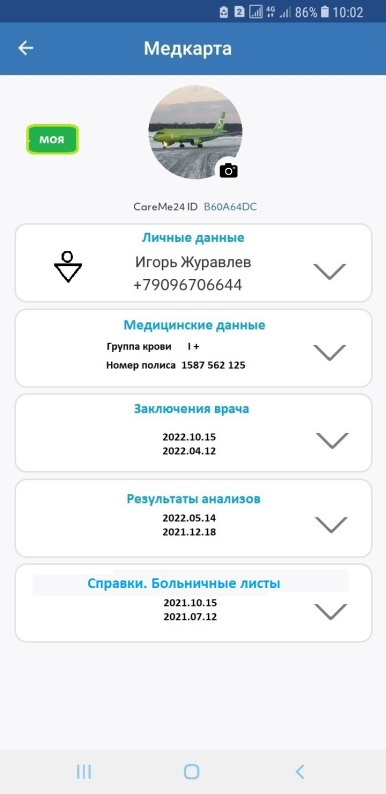 2 4G 86% 10:02
Медкарта
моя
CareMe24 ID B60A64DC
Личные данные
Игорь Журавлев
+79096706644
Медицинские данные
Группа крови I +
Номер полиса 1587 562 125
Заключения врача
2022.10.15
2022.04.12
Результаты анализов
2022.05.14
2021.12.18
Справки. Больничные листы
2021.10.15
2021.07.12